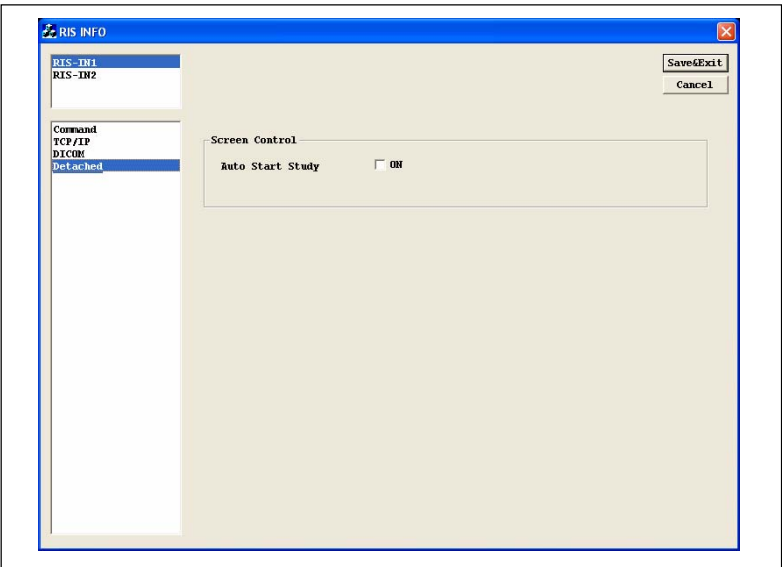 RIS INFO
RIS-IN1
RIS-IN2
Save&Exit
Cancel
Command
TCP/IP
DICOM
Detached
Screen Control
Auto Start Study
ON